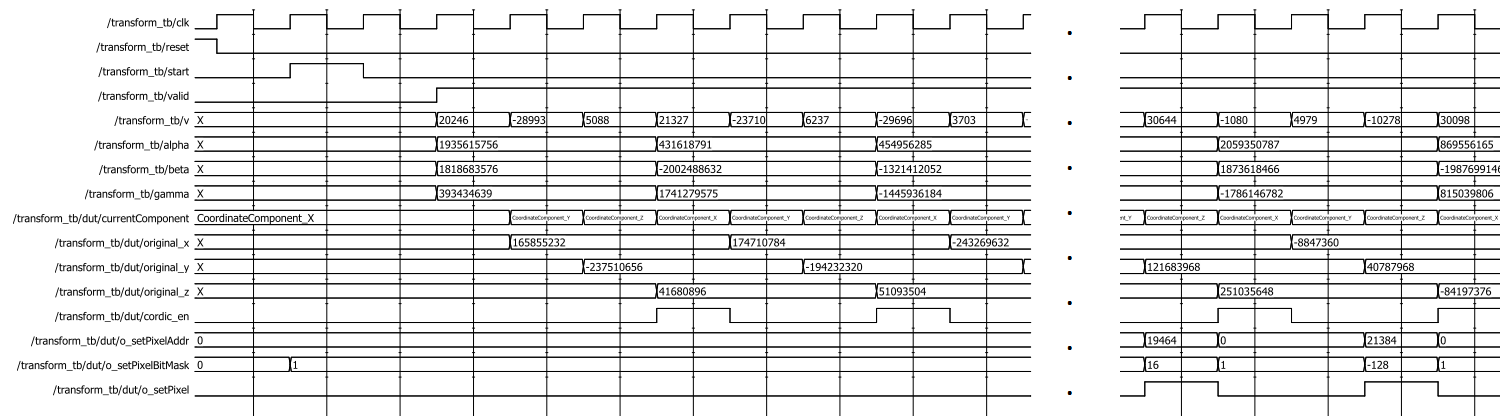 /transform_tb/clk
/transform_tb/reset
/transform_tb/start
/transform_tb/valid
/transform_tb/v X 20246 -28993 5088 21327 -23710 6237 -29696 3703 30644 -1080 4979 -10278 30098
/transform_tb/alpha X 1935615756 431618791 454956285 2059350787 869556165
/transform_tb/beta X 1818683576 -2002488632 -1321412052 1873618466 -1987699146
/transform_tb/gamma X 393434639 1741279575 -1445936184 -1786146782 815039806
/transform_tb/dut/currentComponent CoordinateComponent_X CoordinateComponent_Y CoordinateComponent_Z CoordinateComponent_X CoordinateComponent_Y CoordinateComponent_Z CoordinateComponent_X CoordinateComponent_Y nt_Y CoordinateComponent_Z CoordinateComponent_X CoordinateComponent_Y CoordinateComponent_Z CoordinateComponent_X
/transform_tb/dut/original_x X 165855232 174710784 -243269632 -8847360
/transform_tb/dut/original_y X -237510656 -194232320 121683968 40787968
/transform_tb/dut/original_z X 41680896 51093504 251035648 -84197376
/transform_tb/dut/cordic_en
/transform_tb/dut/o_setPixelAddr 0 19464 0 21384 0
/transform_tb/dut/o_setPixelBitMask 0 1 16 1 -128 1
/transform_tb/dut/o_setPixel